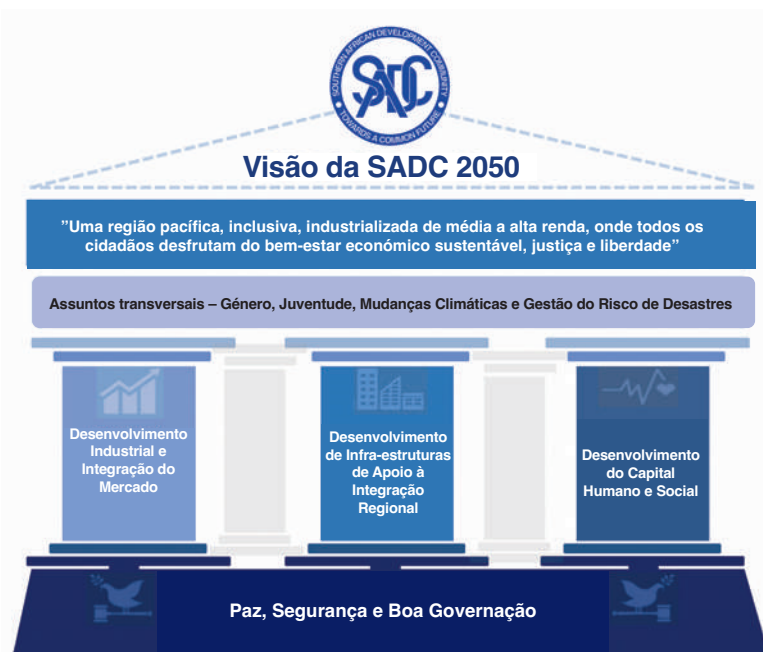 SOUTHERN AFRICAN DEVELOPMENT COMMUNITY
SADC
TOWARDS A COMMON FUTURE
Visão da SADC 2050
”Uma região pacífica, inclusiva, industrializada de média a alta renda, onde todos os
cidadãos desfrutam do bem-estar económico sustentável, justiça e liberdade”
Assuntos transversais – Género, Juventude, Mudanças Climáticas e Gestão do Risco de Desastres
Desenvolvimento
Industrial e
Integração do
Mercado
Desenvolvimento
de Infra-estruturas
de Apoio à
Integração
Regional
Desenvolvimento
do Capital
Humano e Social
Paz, Segurança e Boa Governação